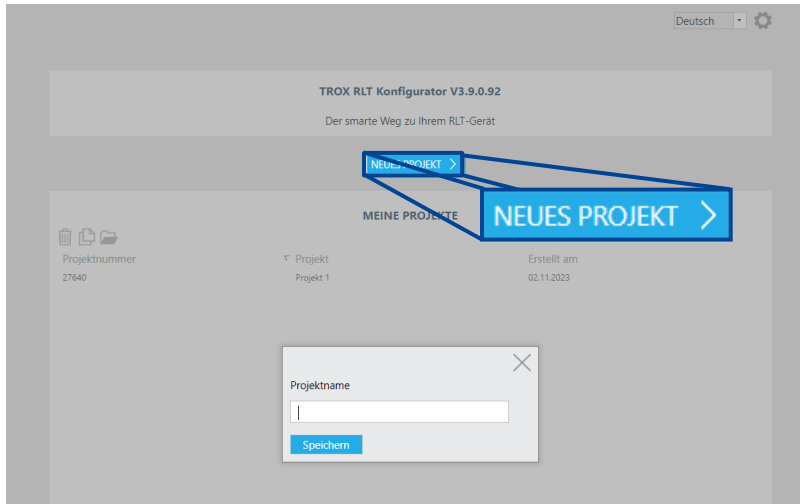 Deutsch
TROX RLT Konfigurator V3.9.0.92
Der smarte Weg zu Ihrem RLT-Gerät
NEUES PROJEKT
NEUES PROJEKT
MEINE PROJEKTE
Projektnummer Projekt Erstellt am
27640 Projekt 1 02.11.2023
Projektname
Speichern